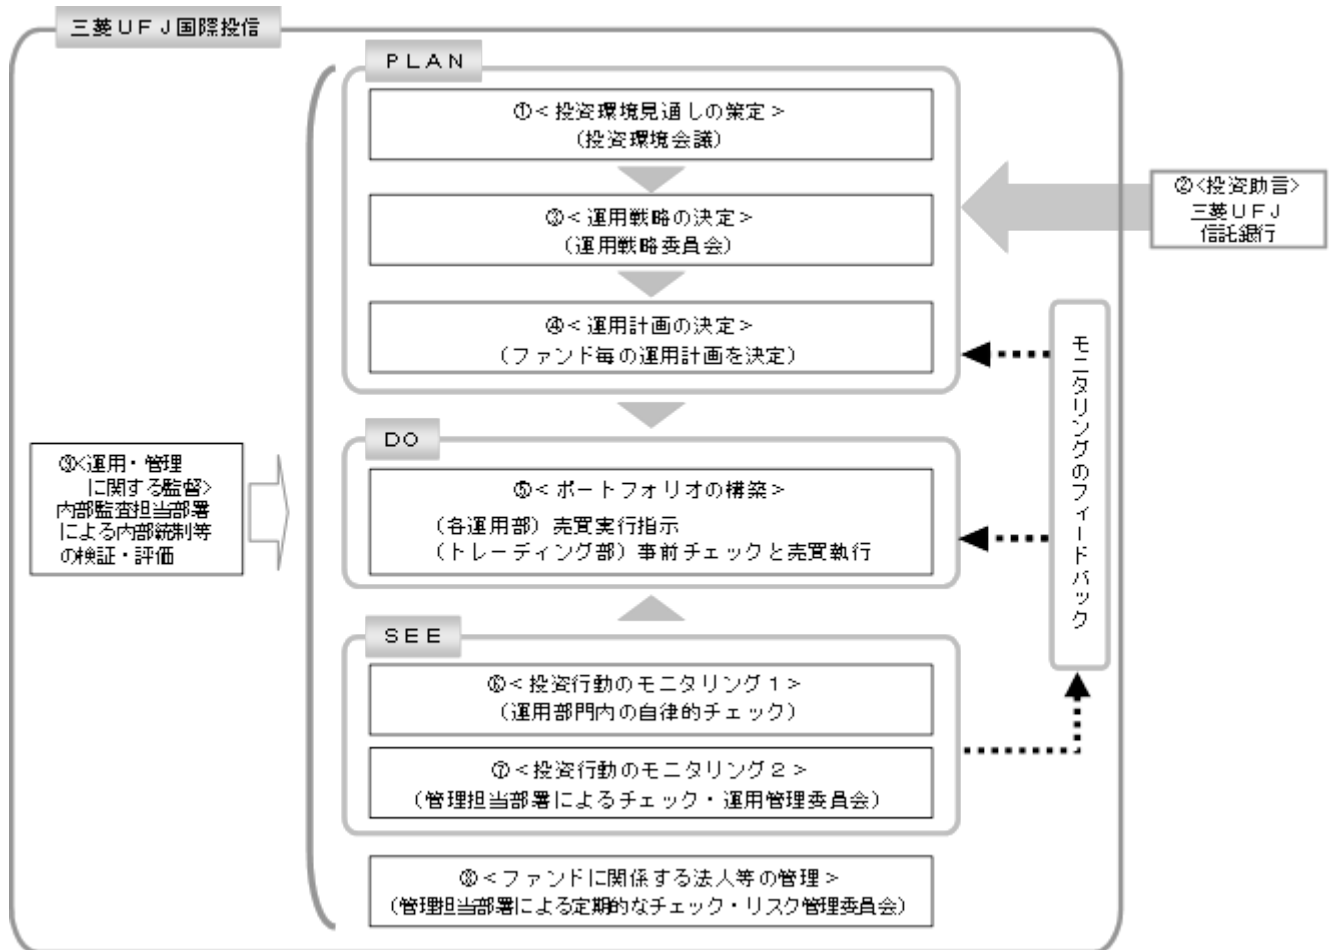 三菱UFJ国際投信
PLAN
①<投資環境見通しの策定>
(投資環境会議)
②<投資助言>
三菱UFJ
信託銀行
③<運用戦略の決定>
(運用戦略委員会)
④<運用計画の決定>
(ファンド毎の運用計画を決定)
モニタリングのフィードバック
DO
⑤<ポートフォリオの構築>
(各運用部)売買実行指示
(トレーディング部)事前チェックと売買執行
⑨<運用・管理
に関する監督>
内部監査担当部署
による内部統制等
の検証・評価
SEE
⑥<投資行動のモニタリング1>
(運用部門内の自律的チェック)
⑦<投資行動のモニタリング2>
(管理担当部署によるチェック・運用管理委員会)
⑧<ファンドに関係する法人等の管理>
(管理担当部署による定期的なチェック・リスク管理委員会)